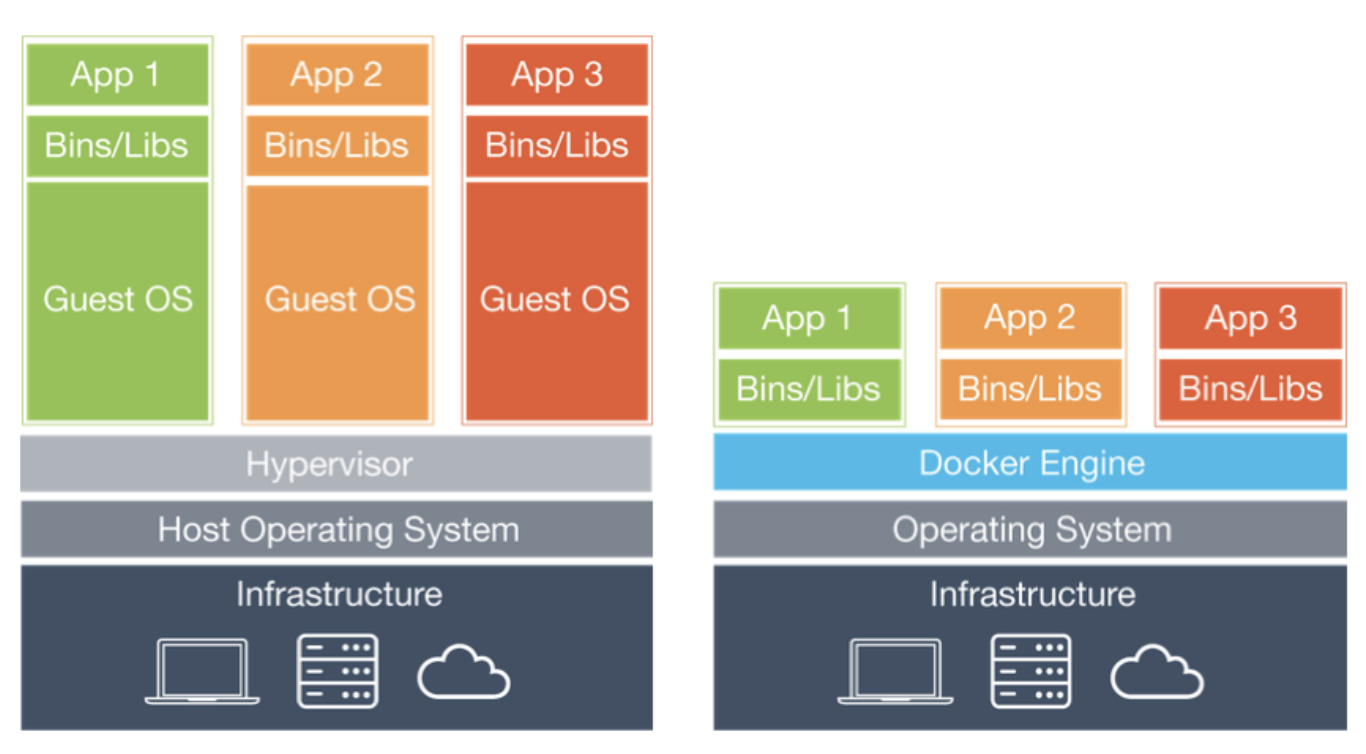 App 1
App 2
App 3
Bins/Libs
Bins/Libs
Bins/Libs
Guest OS
Guest OS
Guest OS
Hypervisor
Host Operating System
Infrastructure
App 1
App 2
App 3
Bins/Libs
Bins/Libs
Bins/Libs
Docker Engine
Operating System
Infrastructure